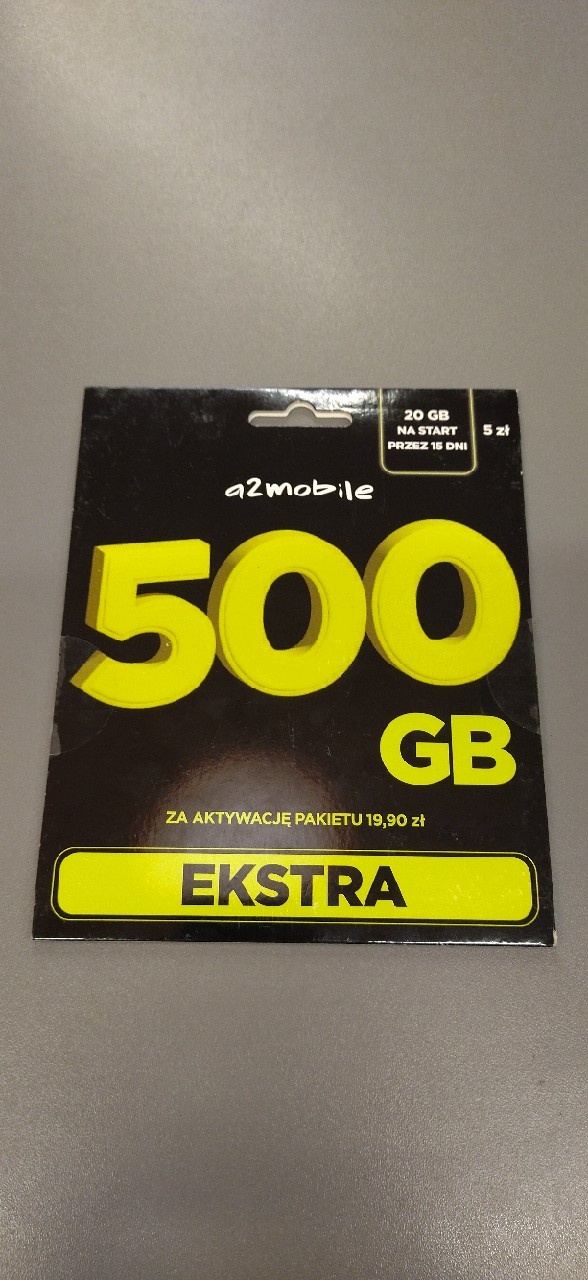 20 GB
NA START
PRZEZ 15 DNI
5 zł
a2mobile
500
GB
ZA AKTYWACJĘ PAKIETU 19,90 zł
EKSTRA